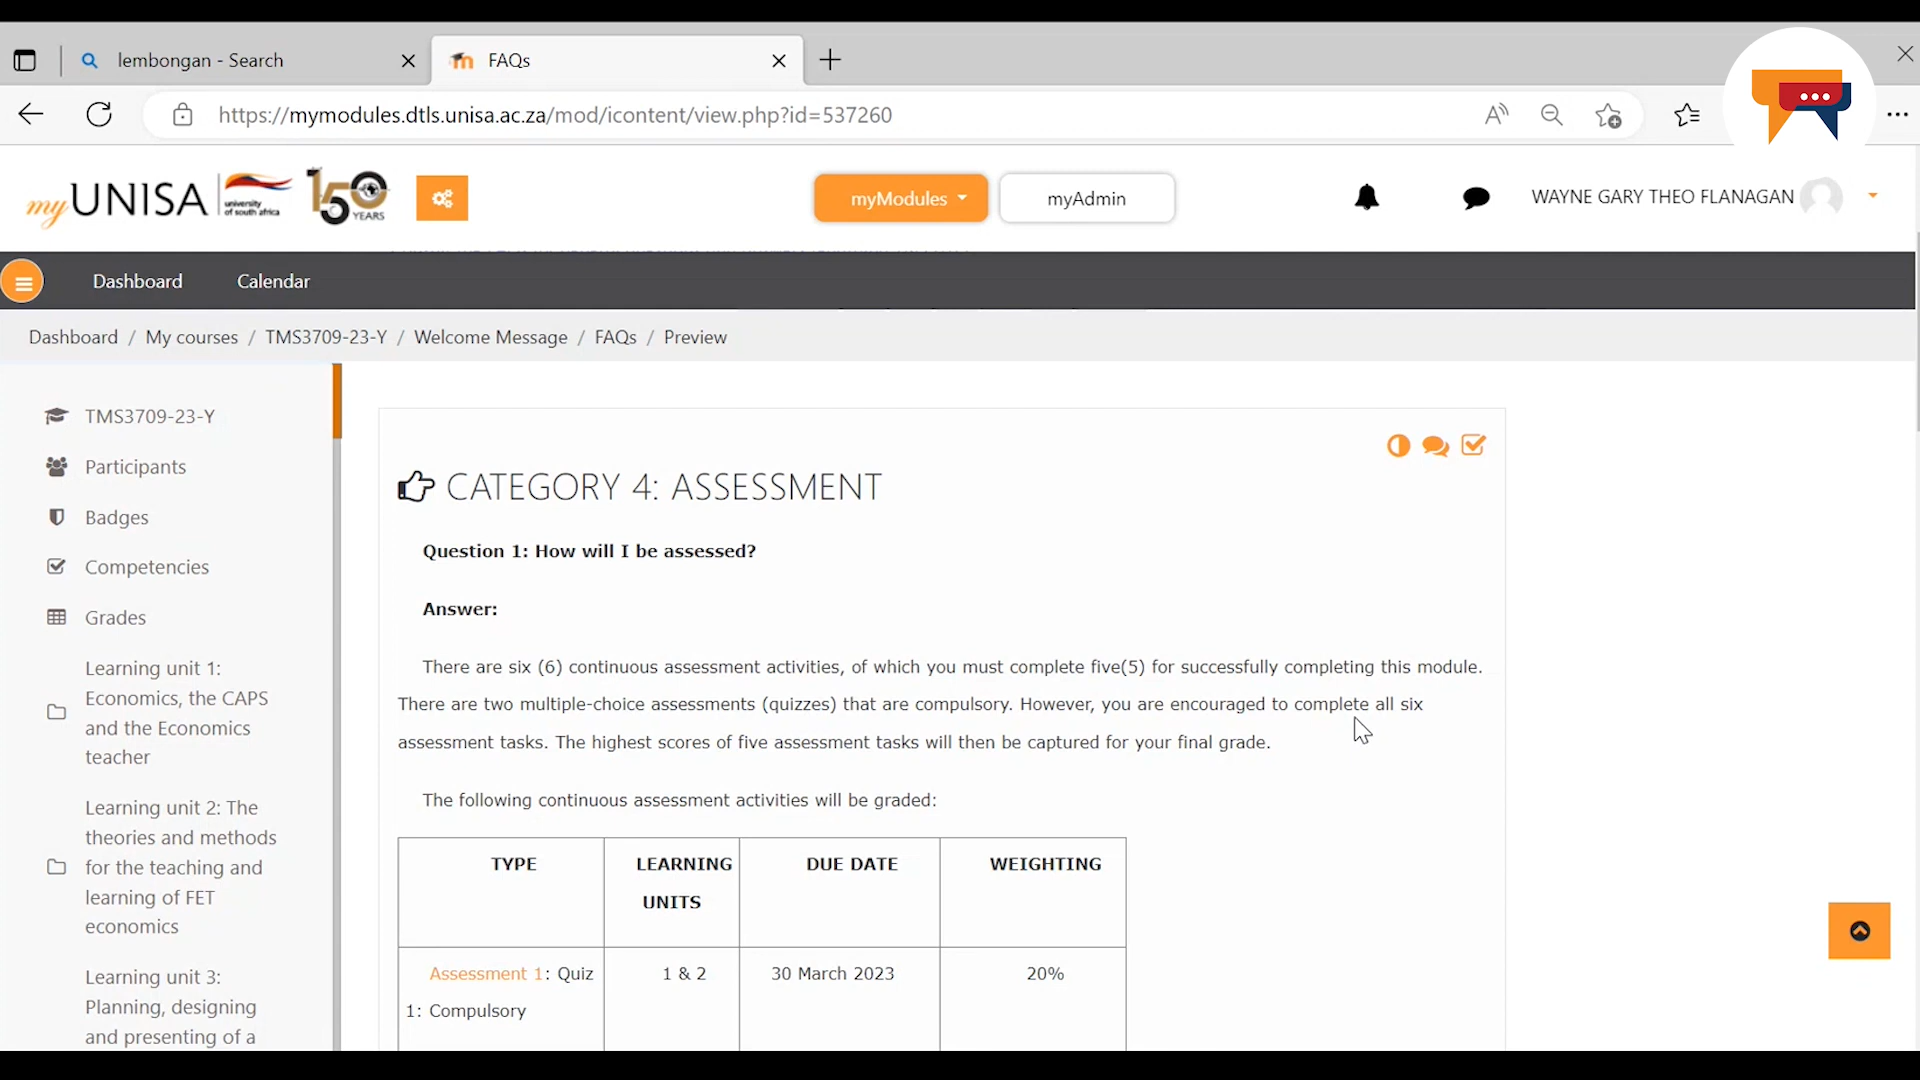 lembongan - Search
FAQs
https://mymodules.dtls.unisa.ac.za/mod/icontent/view.php?id=537260
myUNISA
university
of south africa
150
YEARS
myModules
myAdmin
WAYNE GARY THEO FLANAGAN
Dashboard
Calendar
Dashboard / My courses / TMS3709-23-Y / Welcome Message / FAQs / Preview
TMS3709-23-Y
Participants
Badges
Competencies
Grades
Learning unit 1:
Economics, the CAPS
and the Economics
teacher
Learning unit 2: The
theories and methods
for the teaching and
learning of FET
economics
Learning unit 3:
Planning, designing
and presenting of a
CATEGORY 4: ASSESSMENT
Question 1: How will I be assessed?
Answer:
There are six (6) continuous assessment activities, of which you must complete five(5) for successfully completing this module.
There are two multiple-choice assessments (quizzes) that are compulsory. However, you are encouraged to complete all six
assessment tasks. The highest scores of five assessment tasks will then be captured for your final grade.
The following continuous assessment activities will be graded:
TYPE
LEARNING
UNITS
DUE DATE
WEIGHTING
Assessment 1: Quiz
1: Compulsory
1 & 2
30 March 2023
20%